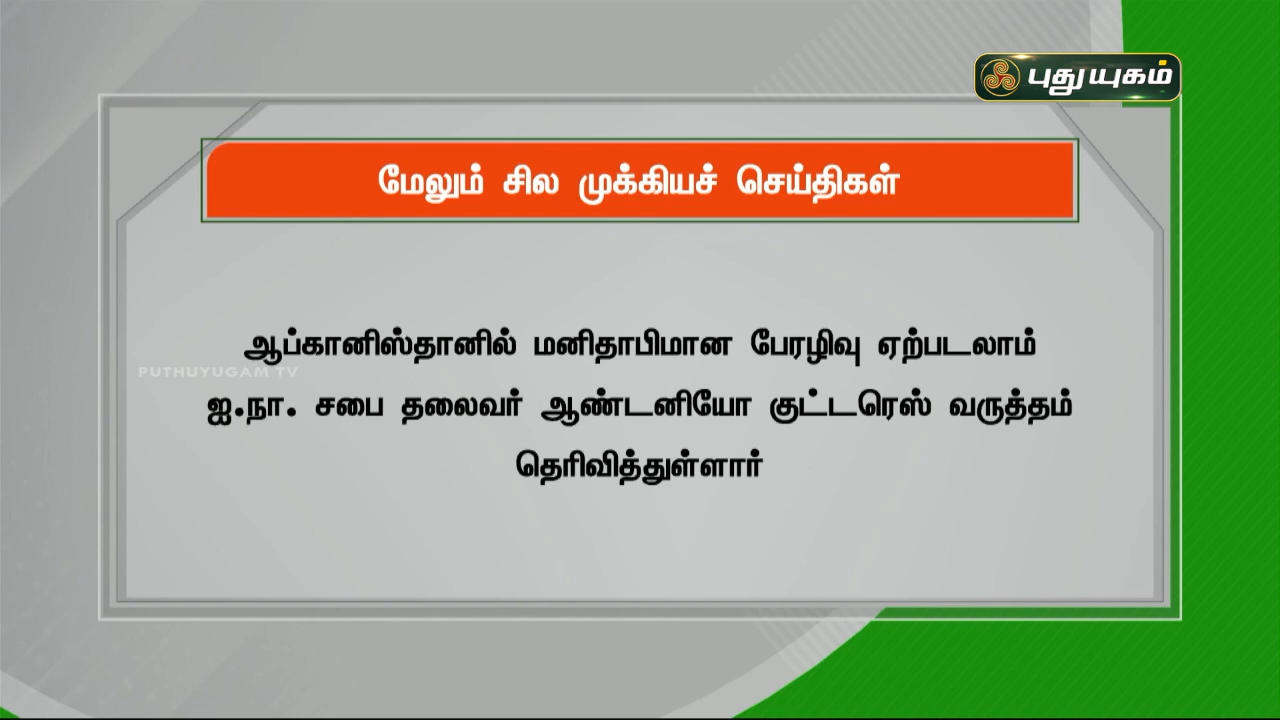 புதுயுகம்
மேலும் சில முக்கியச் செய்திகள்
ஆப்கானிஸ்தானில் மனிதாபிமான பேரழிவு ஏற்படலாம்
PUTHUYUGAM TV
ஐ.நா. சபை தலைவர் ஆண்டனியோ குட்டரெஸ் வருத்தம்
தெரிவித்துள்ளார்